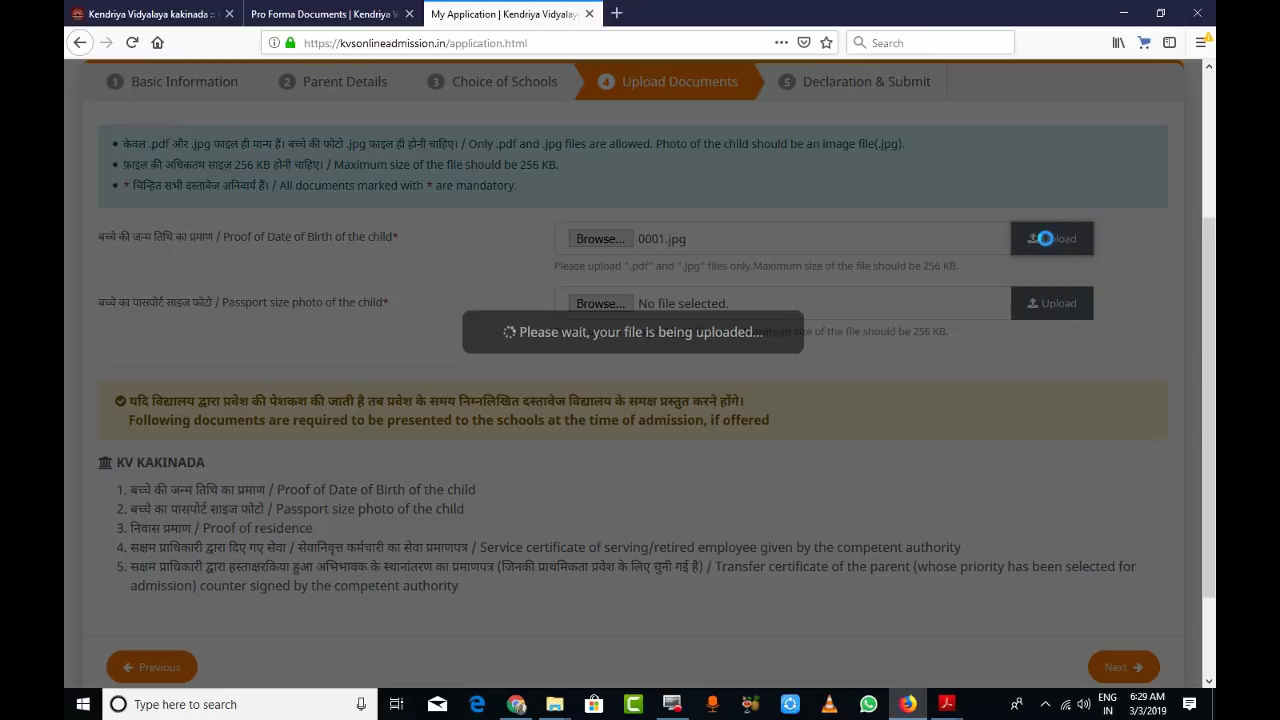 Kendriya Vidyalaya kakinada ::
Pro Forma Documents | Kendriya V
My Application | Kendriya Vidyalaya
https://kvsonlineadmission.in/application.html
Search
1 Basic Information
2 Parent Details
3 Choice of Schools
4 Upload Documents
5 Declaration & Submit
केवल .pdf और .jpg फाइल ही मान्य हैं। बच्चे की फोटो .jpg फाइल ही होनी चाहिए। / Only .pdf and .jpg files are allowed. Photo of the child should be an image file(.jpg).
फ़ाइल की अधिकतम साइज़ 256 KB होनी चाहिए। / Maximum size of the file should be 256 KB.
* चिन्हित सभी दस्तावेज अनिवार्य हैं। / All documents marked with * are mandatory.
बच्चे की जन्म तिथि का प्रमाण / Proof of Date of Birth of the child*
Browse... 0001.jpg
Upload
Please upload ".pdf" and ".jpg" files only.Maximum size of the file should be 256 KB.
बच्चे का पासपोर्ट साइज फोटो / Passport size photo of the child*
Browse... No file selected.
Upload
size of the file should be 256 KB.
Please wait, your file is being uploaded...
यदि विद्यालय द्वारा प्रवेश की पेशकश की जाती है तब प्रवेश के समय निम्नलिखित दस्तावेज विद्यालय के समक्ष प्रस्तुत करने होंगे।
Following documents are required to be presented to the schools at the time of admission, if offered
KV KAKINADA
1. बच्चे की जन्म तिथि का प्रमाण / Proof of Date of Birth of the child
2. बच्चे का पासपोर्ट साइज फोटो / Passport size photo of the child
3. निवास प्रमाण / Proof of residence
4. सक्षम प्राधिकारी द्वारा दिए गए सेवा / सेवानिवृत्त कर्मचारी का सेवा प्रमाणपत्र / Service certificate of serving/retired employee given by the competent authority
5. सक्षम प्राधिकारी द्वारा हस्ताक्षरकिया हुआ अभिभावक के स्थानांतरण का प्रमाणपत्र (जिनकी प्राथमिकता प्रवेश के लिए चुनी गई है) / Transfer certificate of the parent (whose priority has been selected for
admission) counter signed by the competent authority
Previous
Next
Type here to search
ENG
IN
6:29 AM
3/3/2019